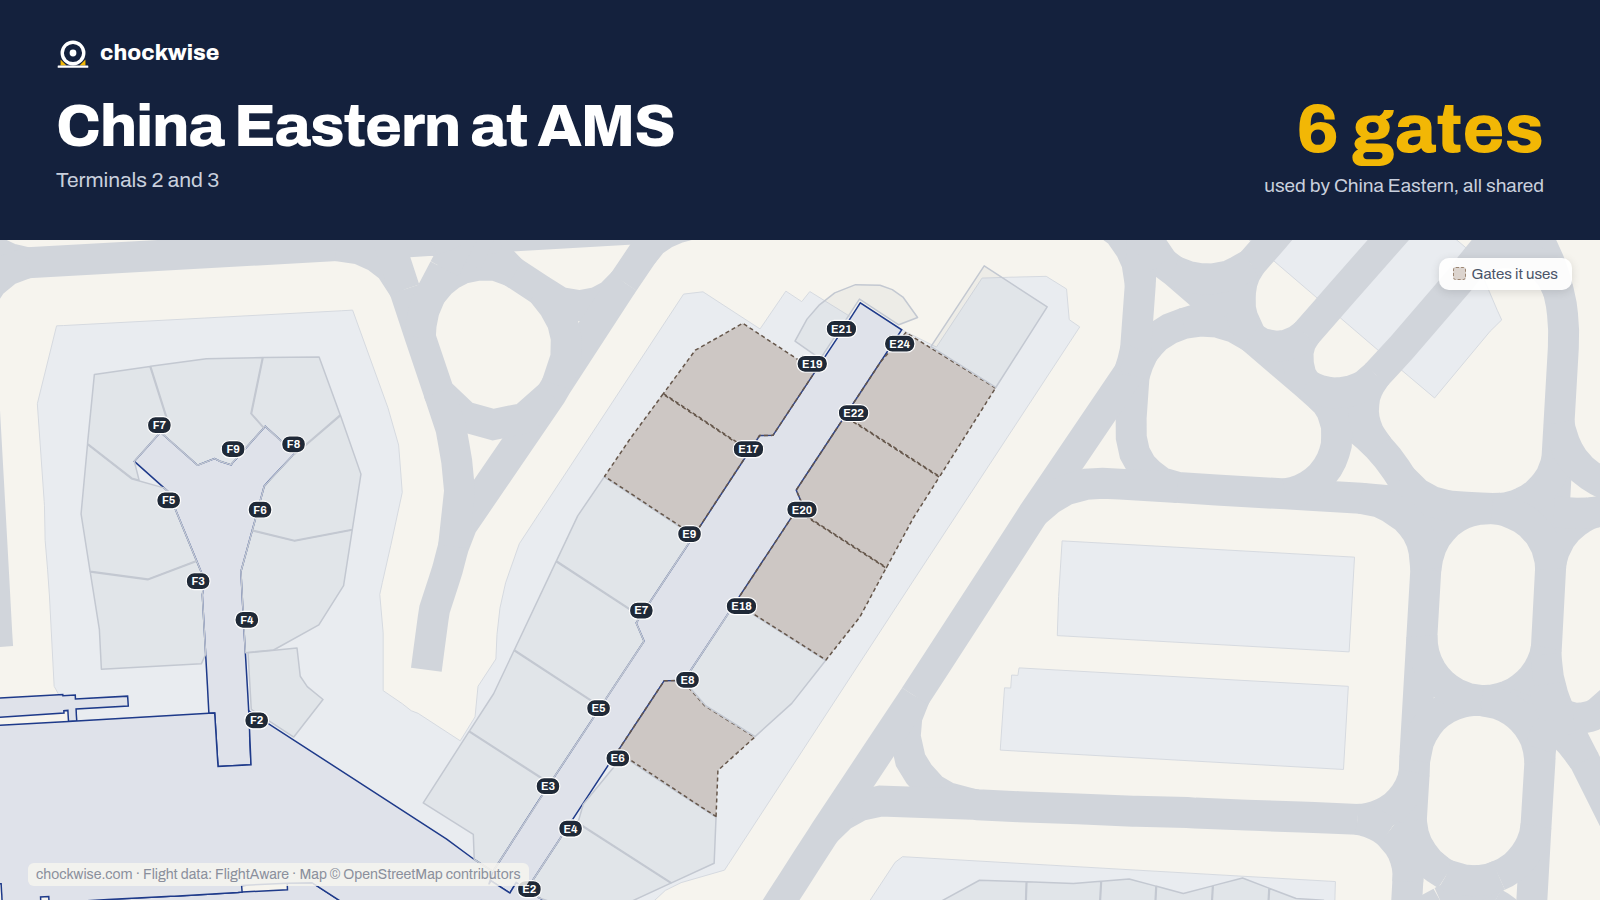 chockwise
China Eastern at AMS
Terminals 2 and 3
6 gates
used by China Eastern, all shared
Gates it uses
E21
E24
E19
E22
F7
F9
F8
E17
F5
F6
E20
E9
F3
E7
E18
F4
E8
E5
F2
E6
E3
E4
chockwise.com · Flight data: FlightAware · Map © OpenStreetMap contributors
E2